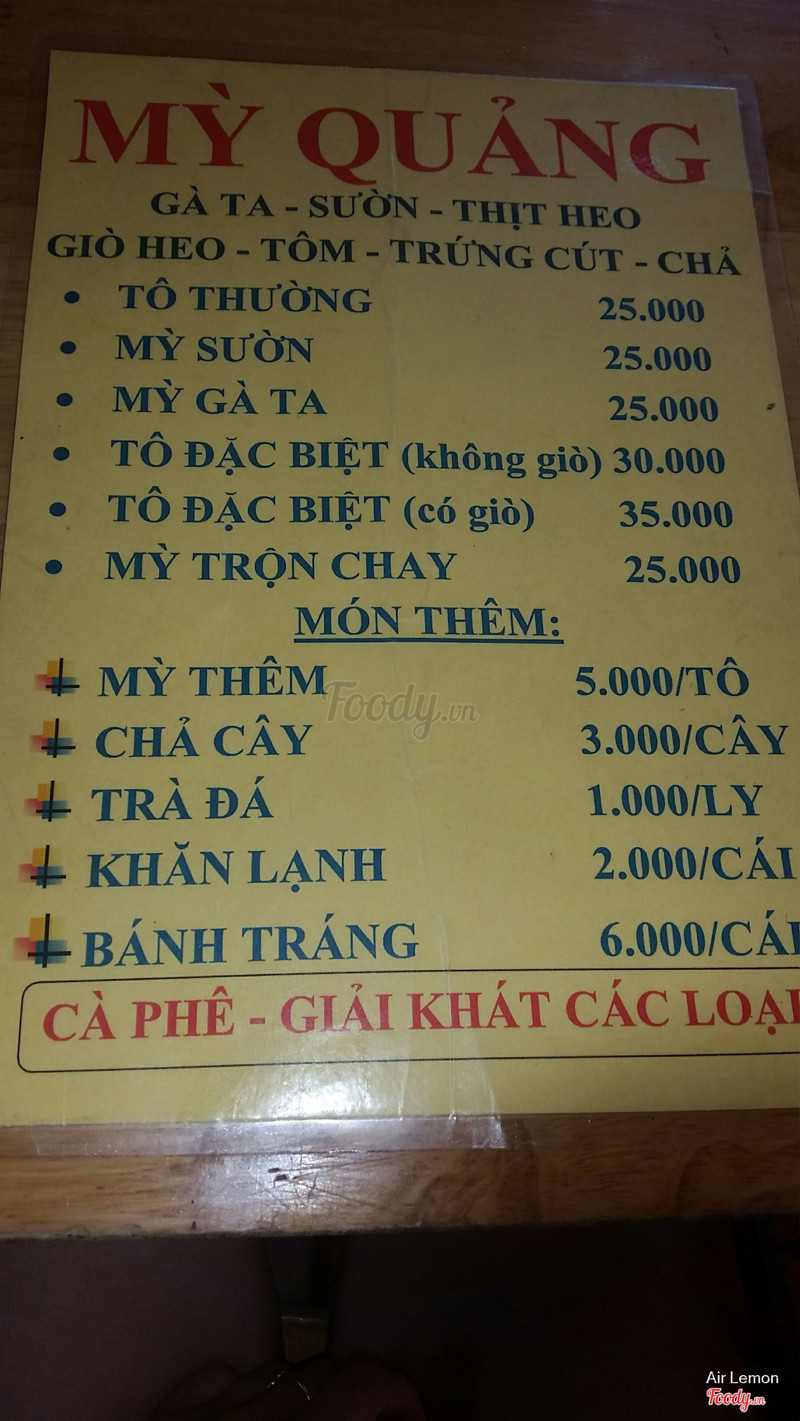 MỲ QUẢNG
GÀ TA - SƯỜN - THỊT HEO
GIÒ HEO - TÔM - TRỨNG CÚT - CHẢ
• TÔ THƯỜNG 25.000
• MỲ SƯỜN 25.000
• MỲ GÀ TA 25.000
• TÔ ĐẶC BIỆT (không giò) 30.000
• TÔ ĐẶC BIỆT (có giò) 35.000
• MỲ TRỘN CHAY 25.000
MÓN THÊM:
MỲ THÊM 5.000/TÔ
Foody.vn
CHẢ CÂY 3.000/CÂY
TRÀ ĐÁ 1.000/LY
KHĂN LẠNH 2.000/CÁI
BÁNH TRÁNG 6.000/CÁI
CÀ PHÊ - GIẢI KHÁT CÁC LOẠI
Air Lemon
Foody.vn